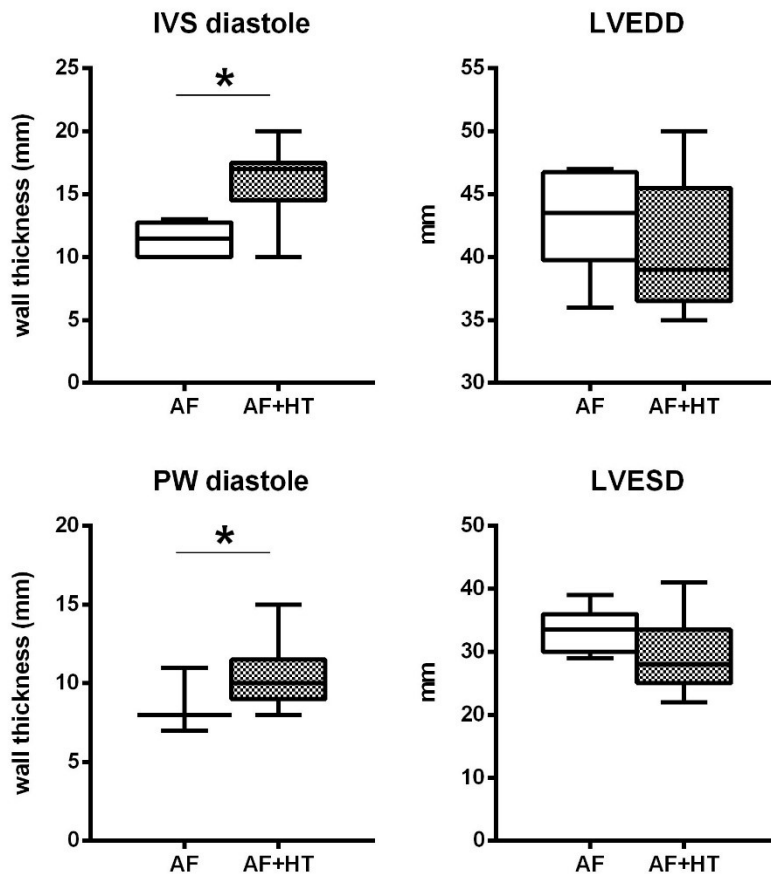 IVS diastole
25
20
15
10
5
0
wall thickness (mm)
*
AF
AF+HT
LVEDD
55
50
45
40
35
30
mm
AF
AF+HT
PW diastole
20
15
10
5
0
wall thickness (mm)
*
AF
AF+HT
LVESD
50
40
30
20
10
0
mm
AF
AF+HT